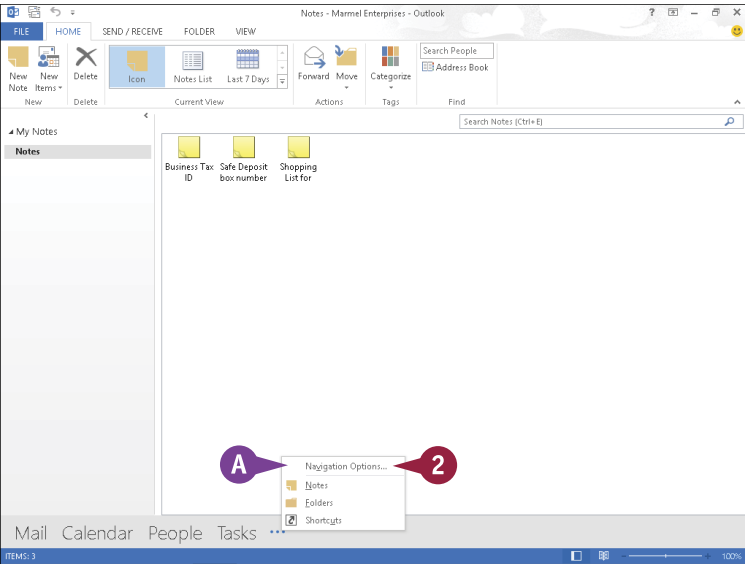 Notes - Marmel Enterprises - Outlook
?
FILE HOME SEND / RECEIVE FOLDER VIEW
New Note
New Items
Delete
Icon
Notes List
Last 7 Days
Forward
Move
Categorize
Search People
Address Book
New Delete Current View Actions Tags Find
Search Notes (Ctrl+E)
My Notes
Notes
Business Tax
ID
Safe Deposit
box number
Shopping
List for
A
Navigation Options...
2
Notes
Folders
Shortcuts
Mail Calendar People Tasks ...
ITEMS: 3
100%